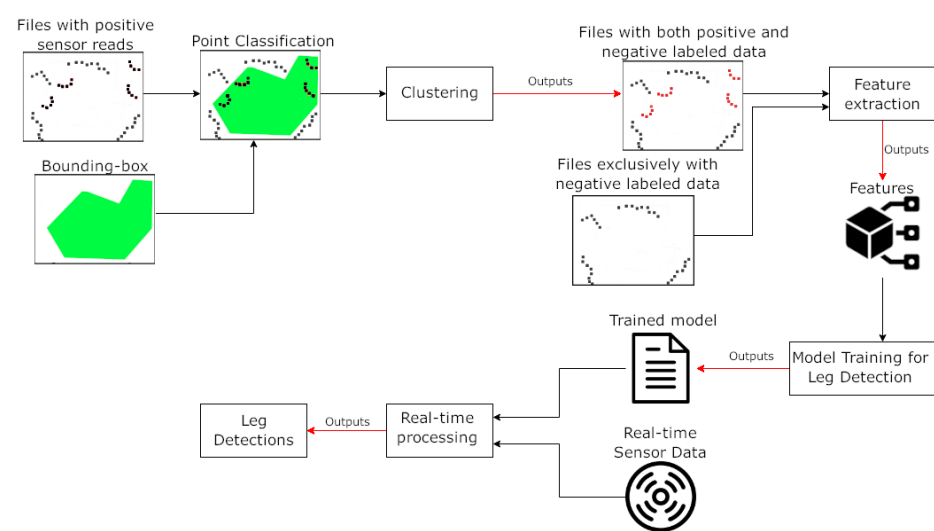 Files with positive
sensor reads
Point Classification
Files with both positive and
negative labeled data
Clustering
Outputs
Feature
extraction
Bounding-box
Files exclusively with
negative labeled data
Outputs
Features
Trained model
Outputs
Model Training for
Leg Detection
Leg
Detections
Outputs
Real-time
processing
Real-time
Sensor Data